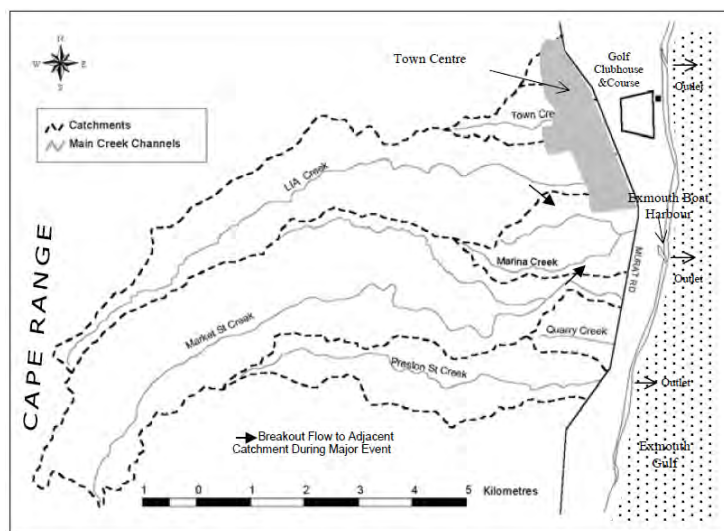 N
W
E
S
Town Centre
Golf
Clubhouse
&Course
Outlet
Catchments
Main Creek Channels
Town Cre
LIA Creek
Exmouth Boat
Harbour
Marina Creek
MURAT RD
Outlet
CAPE RANGE
Market St Creek
Quarry Creek
Preston St Creek
Outlet
Breakout Flow to Adjacent
Catchment During Major Event
Exmouth
Gulf
1 0 1 2 3 4 5 Kilometres